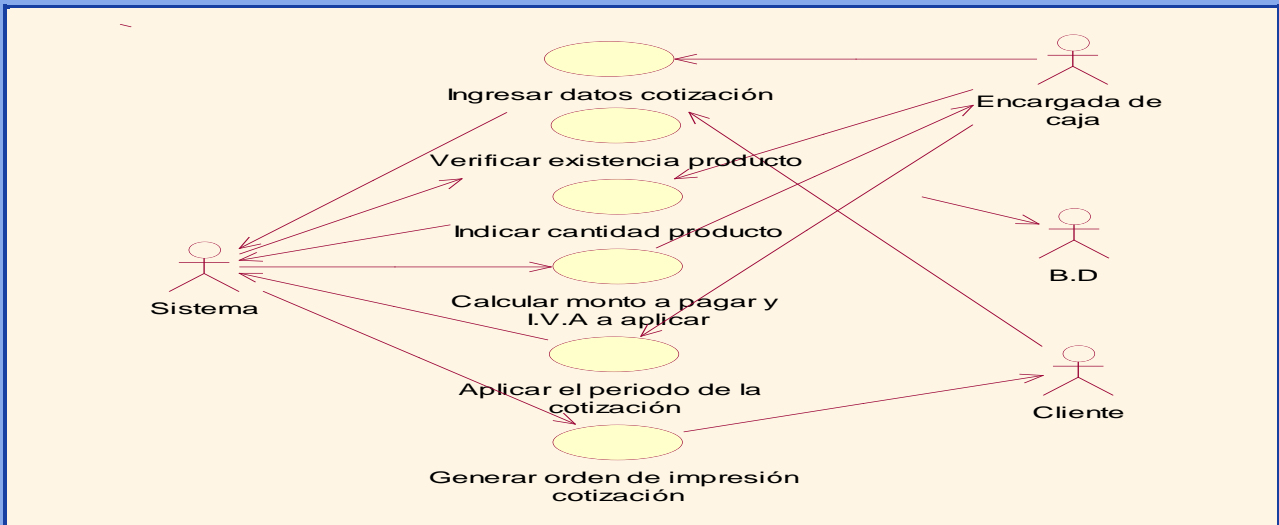 Ingresar datos cotización
Encargada de
caja
Verificar existencia producto
Indicar cantidad producto
B.D
Sistema
Calcular monto a pagar y
I.V.A a aplicar
Aplicar el periodo de la
cotización
Cliente
Generar orden de impresión
cotización